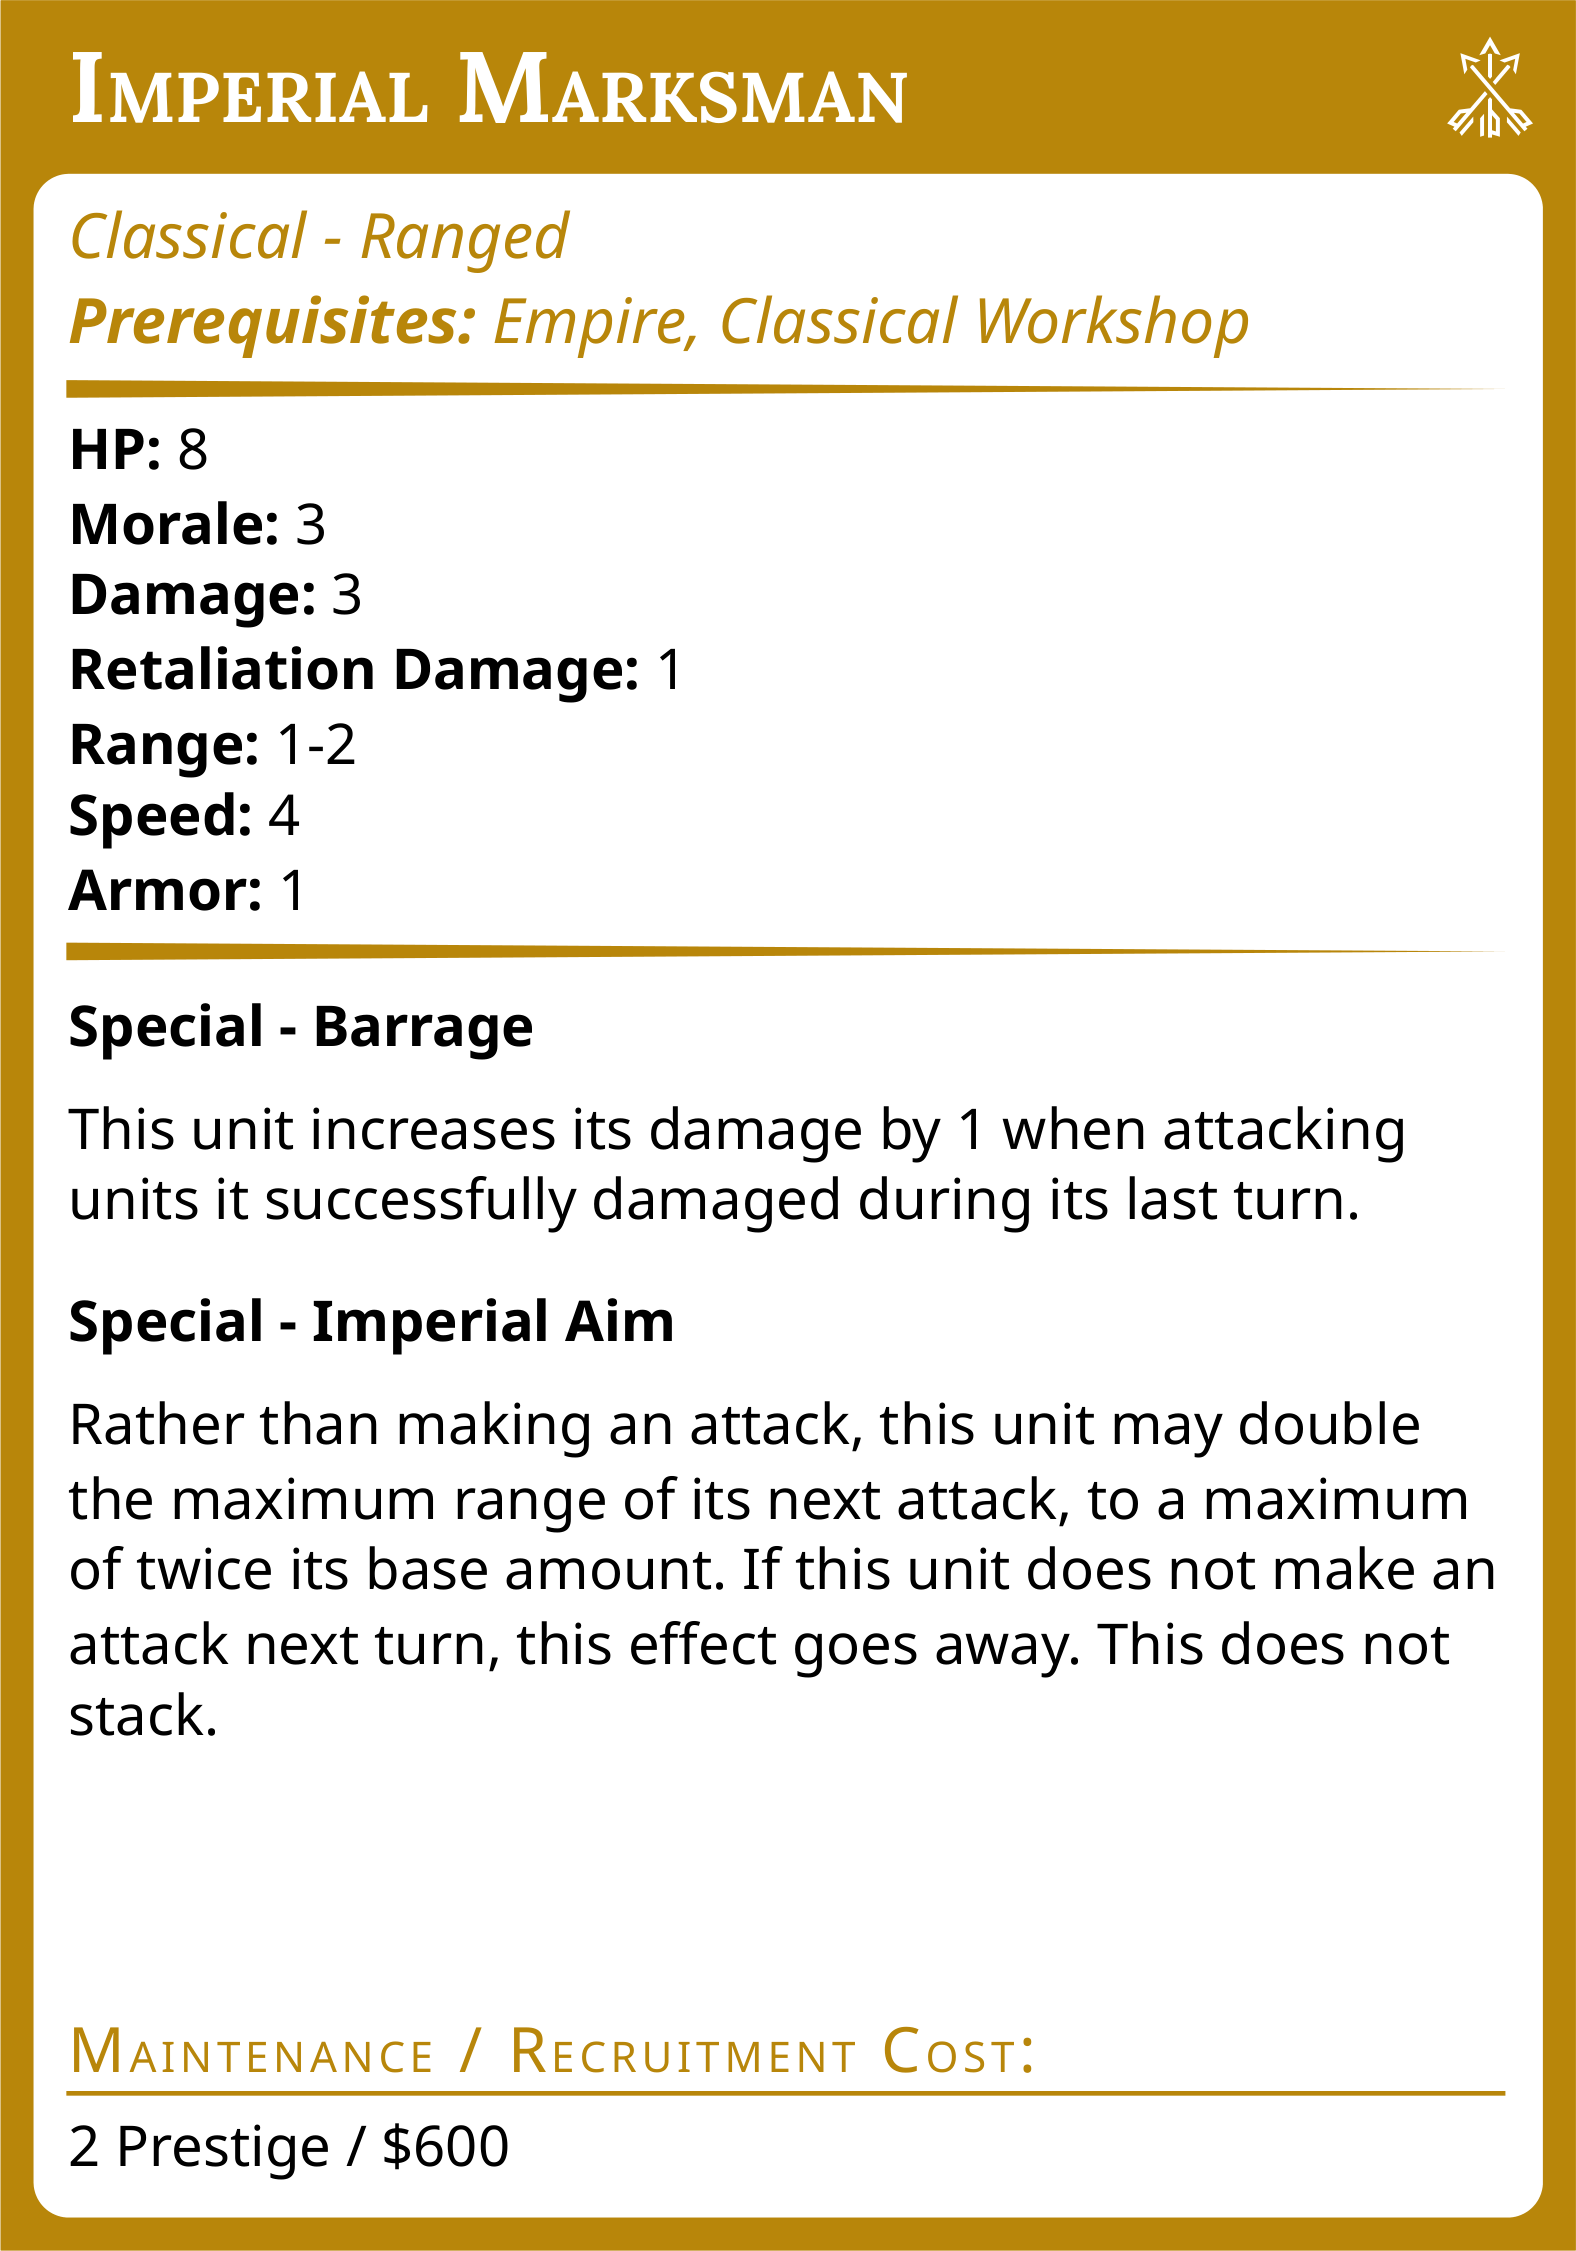 Imperial Marksman
Classical - Ranged
Prerequisites: Empire, Classical Workshop
HP: 8
Morale: 3
Damage: 3
Retaliation Damage: 1
Range: 1-2
Speed: 4
Armor: 1
Special - Barrage
This unit increases its damage by 1 when attacking
units it successfully damaged during its last turn.
Special - Imperial Aim
Rather than making an attack, this unit may double
the maximum range of its next attack, to a maximum
of twice its base amount. If this unit does not make an
attack next turn, this effect goes away. This does not
stack.
Maintenance / Recruitment Cost:
2 Prestige / $600